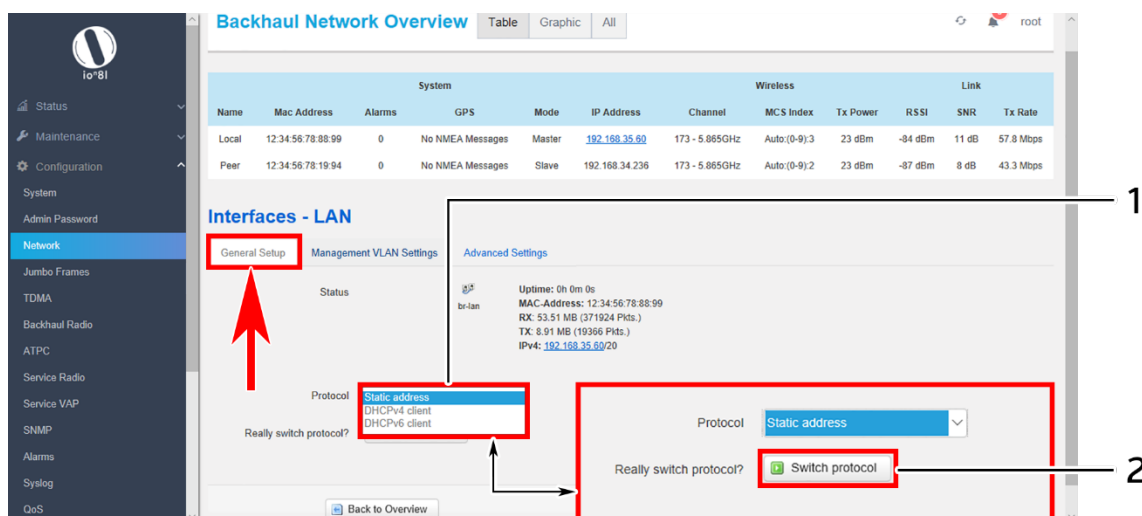 Backhaul Network Overview Table Graphic All root
ioⁿ8l
System Wireless Link
Name Mac Address Alarms GPS Mode IP Address Channel MCS Index Tx Power RSSI SNR Tx Rate
Local 12:34:56:78:88:99 0 No NMEA Messages Master 192.168.35.60 173 - 5.865GHz Auto:(0-9):3 23 dBm -84 dBm 11 dB 57.8 Mbps
Peer 12:34:56:78:19:94 0 No NMEA Messages Slave 192.168.34.236 173 - 5.865GHz Auto:(0-9):2 23 dBm -87 dBm 8 dB 43.3 Mbps
Status
Maintenance
Configuration
System
Admin Password
Network
Jumbo Frames
TDMA
Backhaul Radio
ATPC
Service Radio
Service VAP
SNMP
Alarms
Syslog
QoS
Interfaces - LAN
1
General Setup Management VLAN Settings Advanced Settings
Status
br-lan
Uptime: 0h 0m 0s
MAC-Address: 12:34:56:78:88:99
RX: 53.51 MB (371924 Pkts.)
TX: 8.91 MB (19366 Pkts.)
IPv4: 192.168.35.60/20
Protocol Static address
DHCPv4 client
DHCPv6 client
Really switch protocol?
Protocol Static address
Really switch protocol? Switch protocol
2
Back to Overview